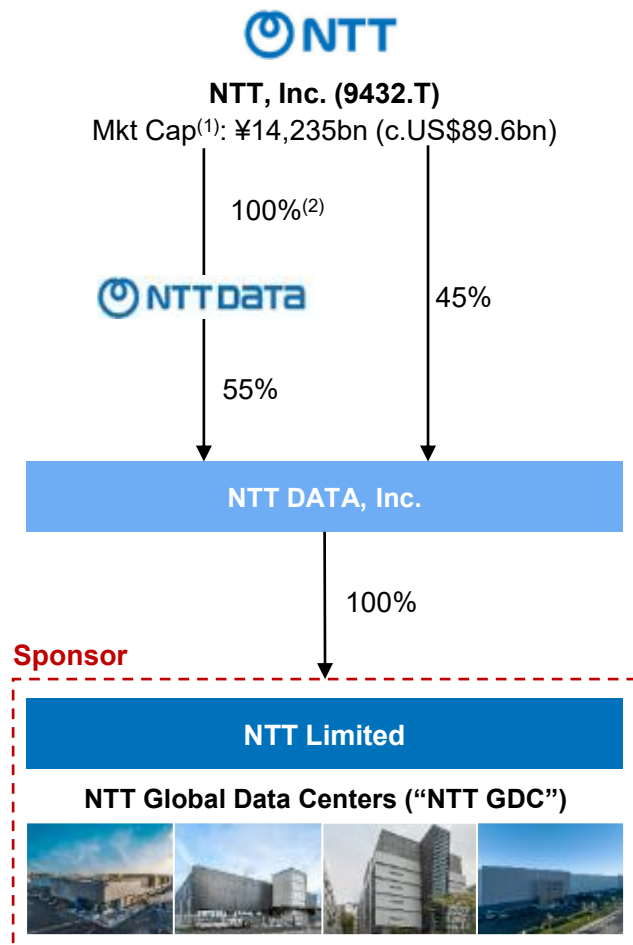 NTT
NTT, Inc. (9432.T)
Mkt Cap(1): ¥14,235bn (c.US$89.6bn)
100%(2)
NTT DATA
45%
55%
NTT DATA, Inc.
100%
Sponsor
NTT Limited
NTT Global Data Centers (“NTT GDC”)